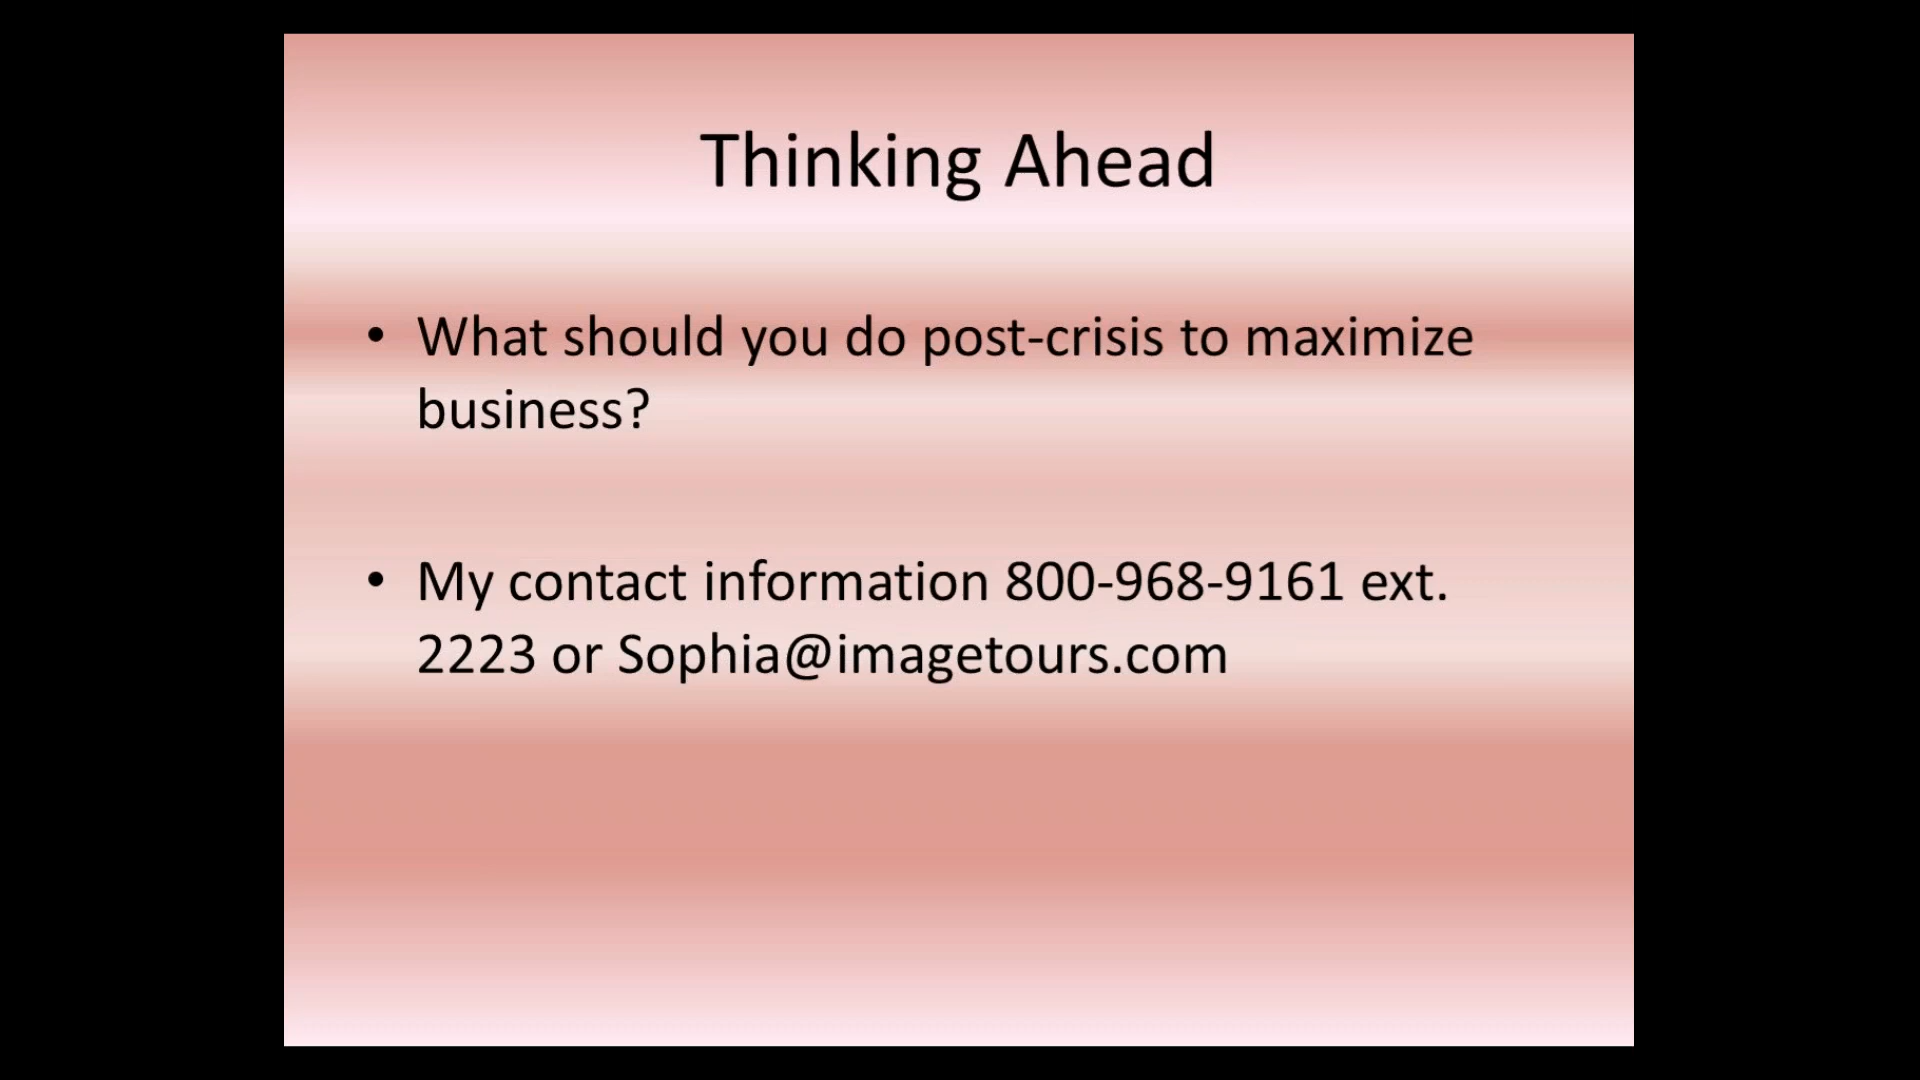 Thinking Ahead
• What should you do post-crisis to maximize
business?
• My contact information 800-968-9161 ext.
2223 or Sophia@imagetours.com